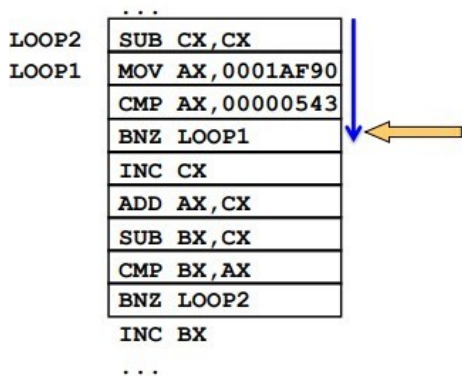 ...
LOOP2 SUB CX,CX
LOOP1 MOV AX,0001AF90
CMP AX,00000543
BNZ LOOP1
INC CX
ADD AX,CX
SUB BX,CX
CMP BX,AX
BNZ LOOP2
INC BX
...